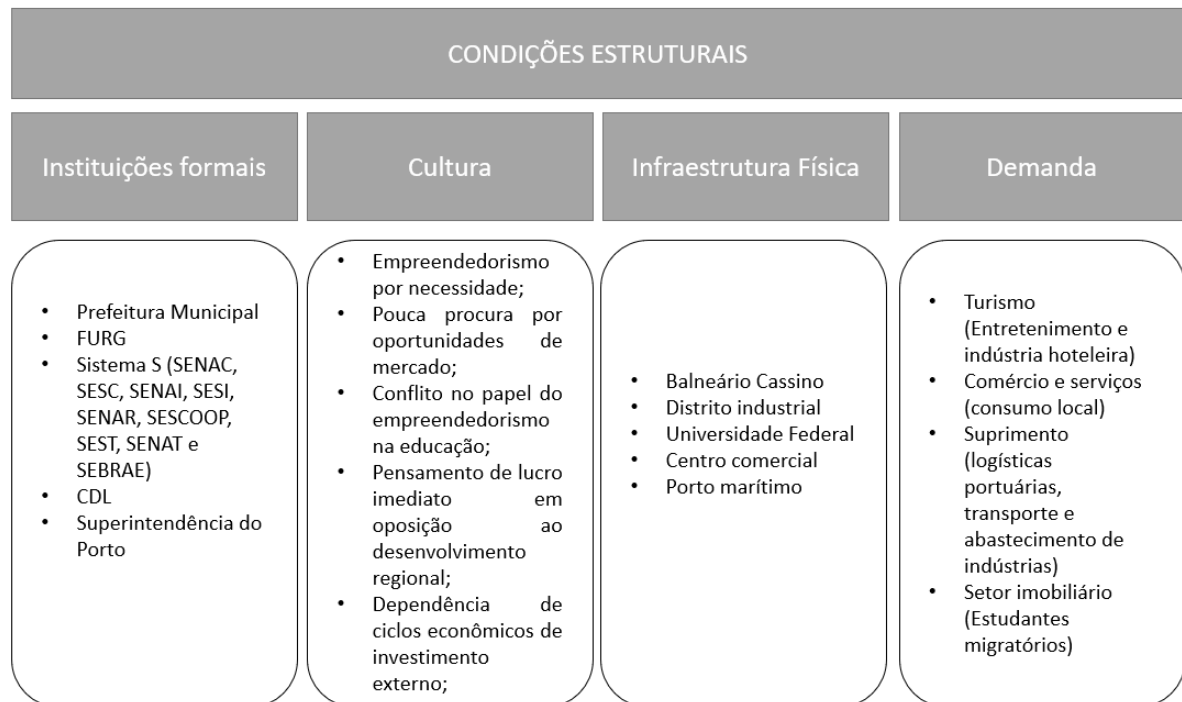 CONDIÇÕES ESTRUTURAIS
Instituições formais
Cultura
Infraestrutura Física
Demanda
• Prefeitura Municipal
• FURG
• Sistema S (SENAC,
SESC, SENAI, SESI,
SENAR, SESCOOP,
SEST, SENAT e
SEBRAE)
• CDL
• Superintendência do
Porto
• Empreendedorismo
por necessidade;
• Pouca procura por
oportunidades de
mercado;
• Conflito no papel do
empreendedorismo
na educação;
• Pensamento de lucro
imediato em
oposição ao
desenvolvimento
regional;
• Dependência de
ciclos econômicos de
investimento
externo;
• Balneário Cassino
• Distrito industrial
• Universidade Federal
• Centro comercial
• Porto marítimo
• Turismo
(Entretenimento e
indústria hoteleira)
• Comércio e serviços
(consumo local)
• Suprimento
(logísticas
portuárias,
transporte e
abastecimento de
indústrias)
• Setor imobiliário
(Estudantes
migratórios)